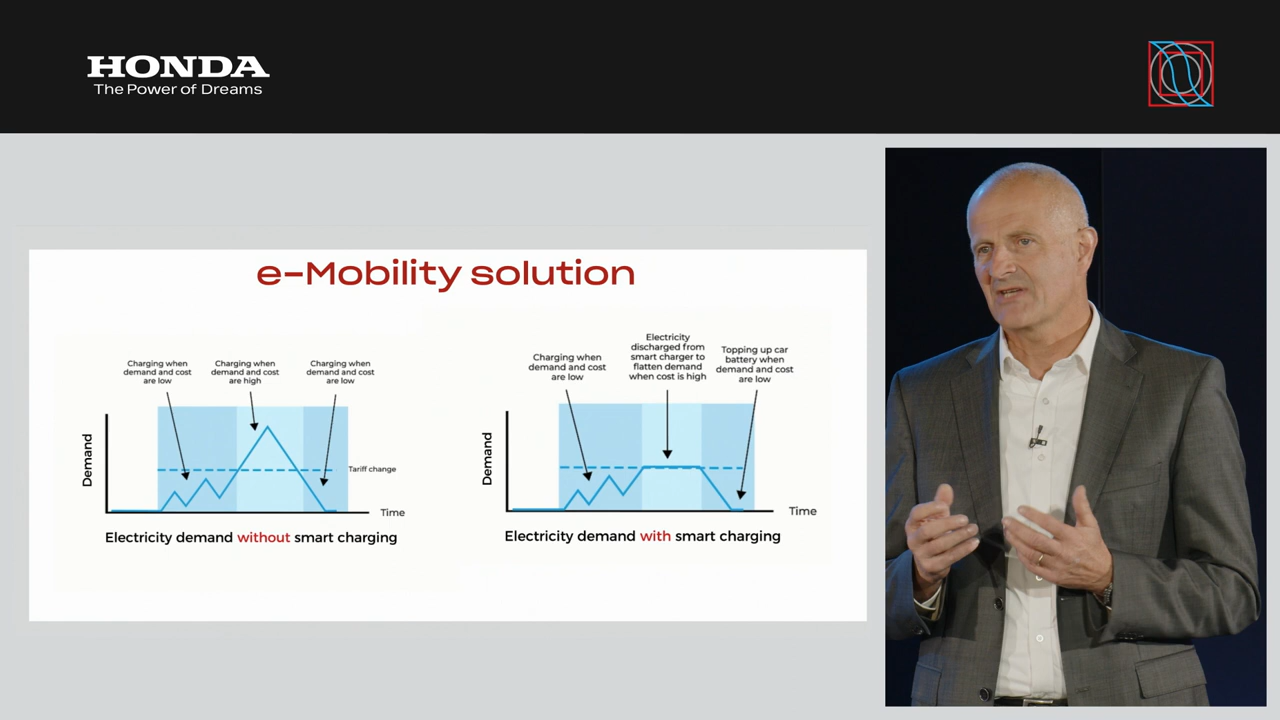 HONDA
The Power of Dreams
e-Mobility solution
Charging when
demand and cost
are low
Charging when
demand and cost
are high
Charging when
demand and cost
are low
Demand
Tariff change
Time
Electricity demand without smart charging
Charging when
demand and cost
are low
Electricity
discharged from
smart charger to
flatten demand
when cost is high
Topping up car
battery when
demand and cost
are low
Demand
Time
Electricity demand with smart charging